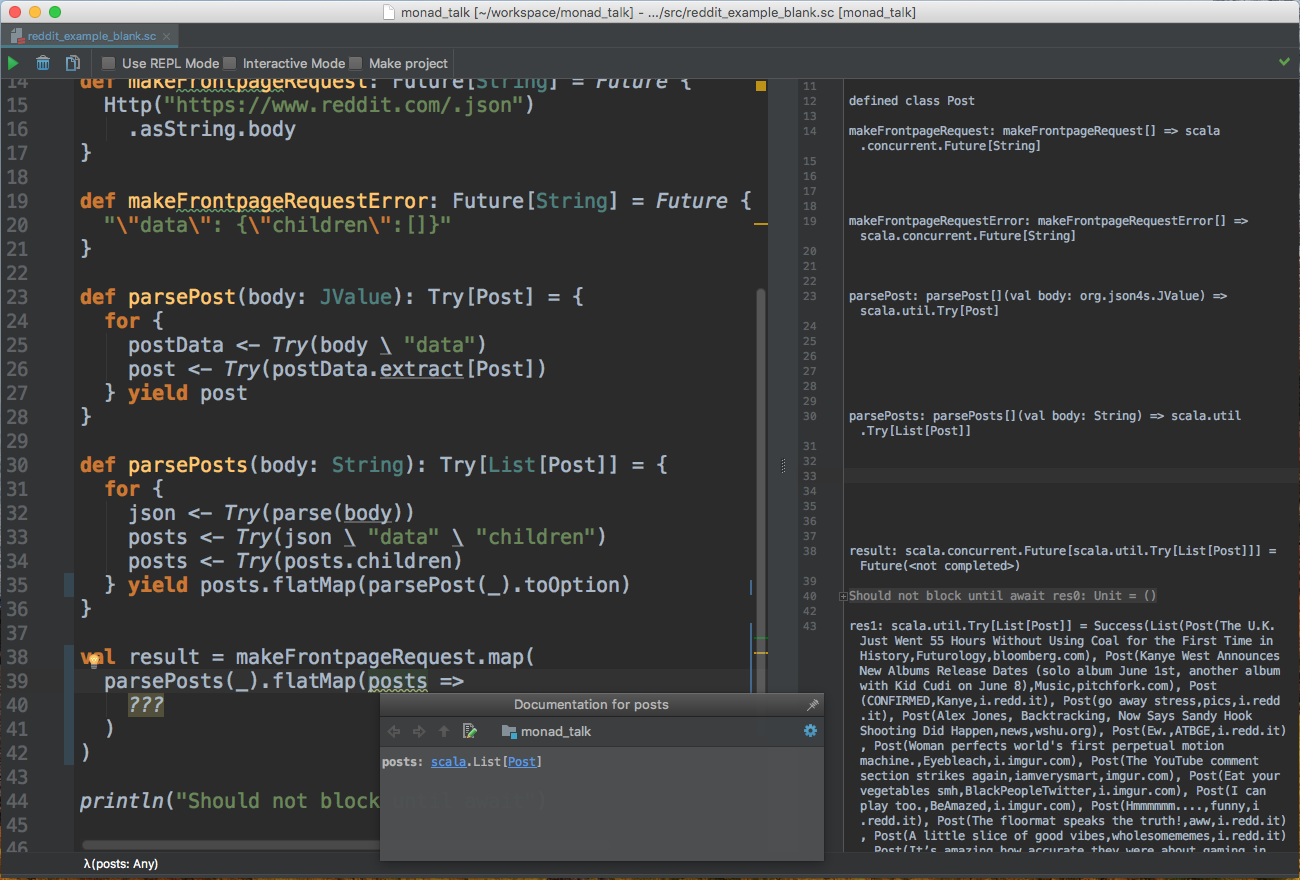 monad_talk [~/workspace/monad_talk] - .../src/reddit_example_blank.sc [monad_talk]
reddit_example_blank.sc
Use REPL Mode Interactive Mode Make project
14 def makeFrontpageRequest: Future[String] = Future {
15 Http("https://www.reddit.com/.json")
16 .asString.body
17 }
18
19 def makeFrontpageRequestError: Future[String] = Future {
20 "\"data\": {\"children\":[]}"
21 }
22
23 def parsePost(body: JValue): Try[Post] = {
24 for {
25 postData <- Try(body \ "data")
26 post <- Try(postData.extract[Post])
27 } yield post
28 }
29
30 def parsePosts(body: String): Try[List[Post]] = {
31 for {
32 json <- Try(parse(body))
33 posts <- Try(json \ "data" \ "children")
34 posts <- Try(posts.children)
35 } yield posts.flatMap(parsePost(_).toOption)
36 }
37
38 val result = makeFrontpageRequest.map(
39 parsePosts(_).flatMap(posts =>
40 ???
41 )
42 )
43
44 println("Should not block
45
46
Documentation for posts
monad_talk
posts: scala.List[Post]
λ(posts: Any)
11
12 defined class Post
13
14 makeFrontpageRequest: makeFrontpageRequest[] => scala
.concurrent.Future[String]
15
16
17
18
19 makeFrontpageRequestError: makeFrontpageRequestError[] =>
scala.concurrent.Future[String]
20
21
22
23 parsePost: parsePost[](val body: org.json4s.JValue) =>
scala.util.Try[Post]
24
25
26
27
28
29
30 parsePosts: parsePosts[](val body: String) => scala.util
.Try[List[Post]]
31
32
33
34
35
36
37
38 result: scala.concurrent.Future[scala.util.Try[List[Post]]] =
Future(<not completed>)
39
40 Should not block until await res0: Unit = ()
42
43 res1: scala.util.Try[List[Post]] = Success(List(Post(The U.K.
Just Went 55 Hours Without Using Coal for the First Time in
History,Futurology,bloomberg.com), Post(Kanye West Announces
New Albums Release Dates (solo album June 1st, another album
with Kid Cudi on June 8),Music,pitchfork.com), Post
(CONFIRMED,Kanye,i.redd.it), Post(go away stress,pics,i.redd
.it), Post(Alex Jones, Backtracking, Now Says Sandy Hook
Shooting Did Happen,news,wshu.org), Post(Ew.,ATBGE,i.redd.it)
, Post(Woman perfects world's first perpetual motion
machine.,Eyebleach,i.imgur.com), Post(The YouTube comment
section strikes again,iamverysmart,imgur.com), Post(Eat your
vegetables smh,BlackPeopleTwitter,i.imgur.com), Post(I can
play too.,BeAmazed,i.imgur.com), Post(Hmmmmmm....,funny,i
.redd.it), Post(The floormat speaks the truth!,aww,i.redd.it)
, Post(A little slice of good vibes,wholesomememes,i.redd.it)
, Post(It's amazing how accurate they were about gaming in